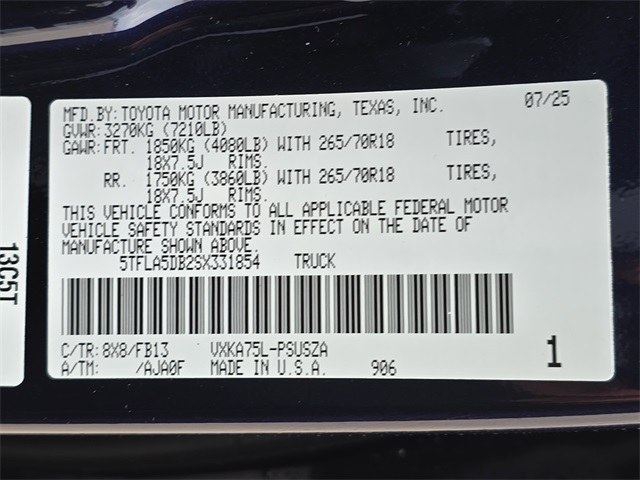 MFD.BY:TOYOTA MOTOR MANUFACTURING, TEXAS, INC. 07/25
GVWR:3270KG (7210LB)
GAWR:FRT. 1850KG (4080LB) WITH 265/70R18 TIRES,
18X7.5J RIMS.
RR. 1750KG (3860LB) WITH 265/70R18 TIRES,
18X7.5J RIMS.
THIS VEHICLE CONFORMS TO ALL APPLICABLE FEDERAL MOTOR
VEHICLE SAFETY STANDARDS IN EFFECT ON THE DATE OF
MANUFACTURE SHOWN ABOVE.
5TFLA5DB2SX331854 TRUCK
C/TR:8X8/FB13 VXKA75L-PSUSZA
A/TM: /AJA0F MADE IN U.S.A. 906
1
13C5T